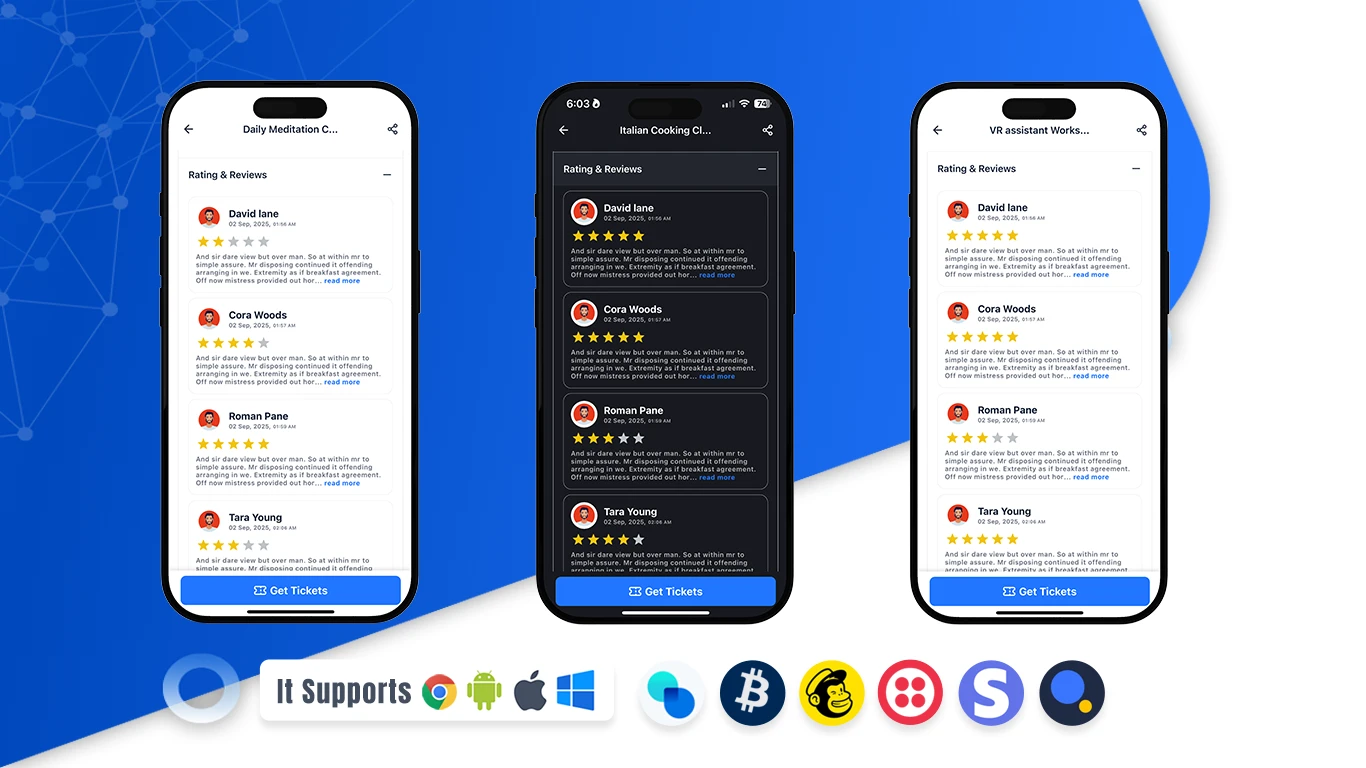 Daily Meditation C...
Rating & Reviews
David lane
02 Sep, 2025, 01:56 AM
And sir dare view but over man. So at within mr to
simple assure. Mr disposing continued it offending
arranging in we. Extremity as if breakfast agreement.
Off now mistress provided out hor... read more
Cora Woods
02 Sep, 2025, 01:57 AM
And sir dare view but over man. So at within mr to
simple assure. Mr disposing continued it offending
arranging in we. Extremity as if breakfast agreement.
Off now mistress provided out hor... read more
Roman Pane
02 Sep, 2025, 01:59 AM
And sir dare view but over man. So at within mr to
simple assure. Mr disposing continued it offending
arranging in we. Extremity as if breakfast agreement.
Off now mistress provided out hor... read more
Tara Young
02 Sep, 2025, 02:06 AM
And sir dare view but over man. So at within mr to
simple assure. Mr disposing continued it offending
Get Tickets
6:03
74
Italian Cooking Cl...
Rating & Reviews
David lane
02 Sep, 2025, 01:56 AM
And sir dare view but over man. So at within mr to
simple assure. Mr disposing continued it offending
arranging in we. Extremity as if breakfast agreement.
Off now mistress provided out hor... read more
Cora Woods
02 Sep, 2025, 01:57 AM
And sir dare view but over man. So at within mr to
simple assure. Mr disposing continued it offending
arranging in we. Extremity as if breakfast agreement.
Off now mistress provided out hor... read more
Roman Pane
02 Sep, 2025, 01:59 AM
And sir dare view but over man. So at within mr to
simple assure. Mr disposing continued it offending
arranging in we. Extremity as if breakfast agreement.
Off now mistress provided out hor... read more
Tara Young
02 Sep, 2025, 02:06 AM
And sir dare view but over man. So at within mr to
simple assure. Mr disposing continued it offending
arranging in we. Extremity as if breakfast agreement.
Get Tickets
VR assistant Works...
Rating & Reviews
David lane
02 Sep, 2025, 01:56 AM
And sir dare view but over man. So at within mr to
simple assure. Mr disposing continued it offending
arranging in we. Extremity as if breakfast agreement.
Off now mistress provided out hor... read more
Cora Woods
02 Sep, 2025, 01:57 AM
And sir dare view but over man. So at within mr to
simple assure. Mr disposing continued it offending
arranging in we. Extremity as if breakfast agreement.
Off now mistress provided out hor... read more
Roman Pane
02 Sep, 2025, 01:59 AM
And sir dare view but over man. So at within mr to
simple assure. Mr disposing continued it offending
arranging in we. Extremity as if breakfast agreement.
Off now mistress provided out hor... read more
Tara Young
02 Sep, 2025, 02:06 AM
And sir dare view but over man. So at within mr to
simple assure. Mr disposing continued it offending
arranging in we. Extremity as if breakfast agreement.
Get Tickets
It Supports
S